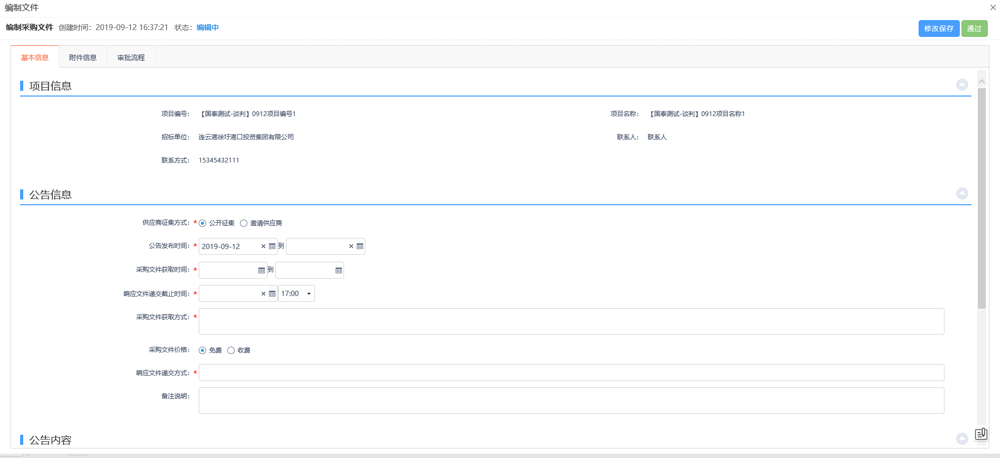 编制文件
编制采购文件 创建时间：2019-09-12 16:37:21 状态：编辑中
修改保存 通过
基本信息 附件信息 审批流程
项目信息
项目编号： 【国泰测试-谈判】0912项目编号1 项目名称： 【国泰测试-谈判】0912项目名称1
招标单位： 连云港徐圩港口投资集团有限公司 联系人： 联系人
联系方式： 15345432111
公告信息
供应商征集方式： * 公开征集 邀请供应商
公告发布时间： * 2019-09-12 到
采购文件获取时间： * 到
响应文件递交截止时间： * 17:00
采购文件获取方式： *
采购文件价格： 免费 收费
响应文件递交方式： *
备注说明：
公告内容